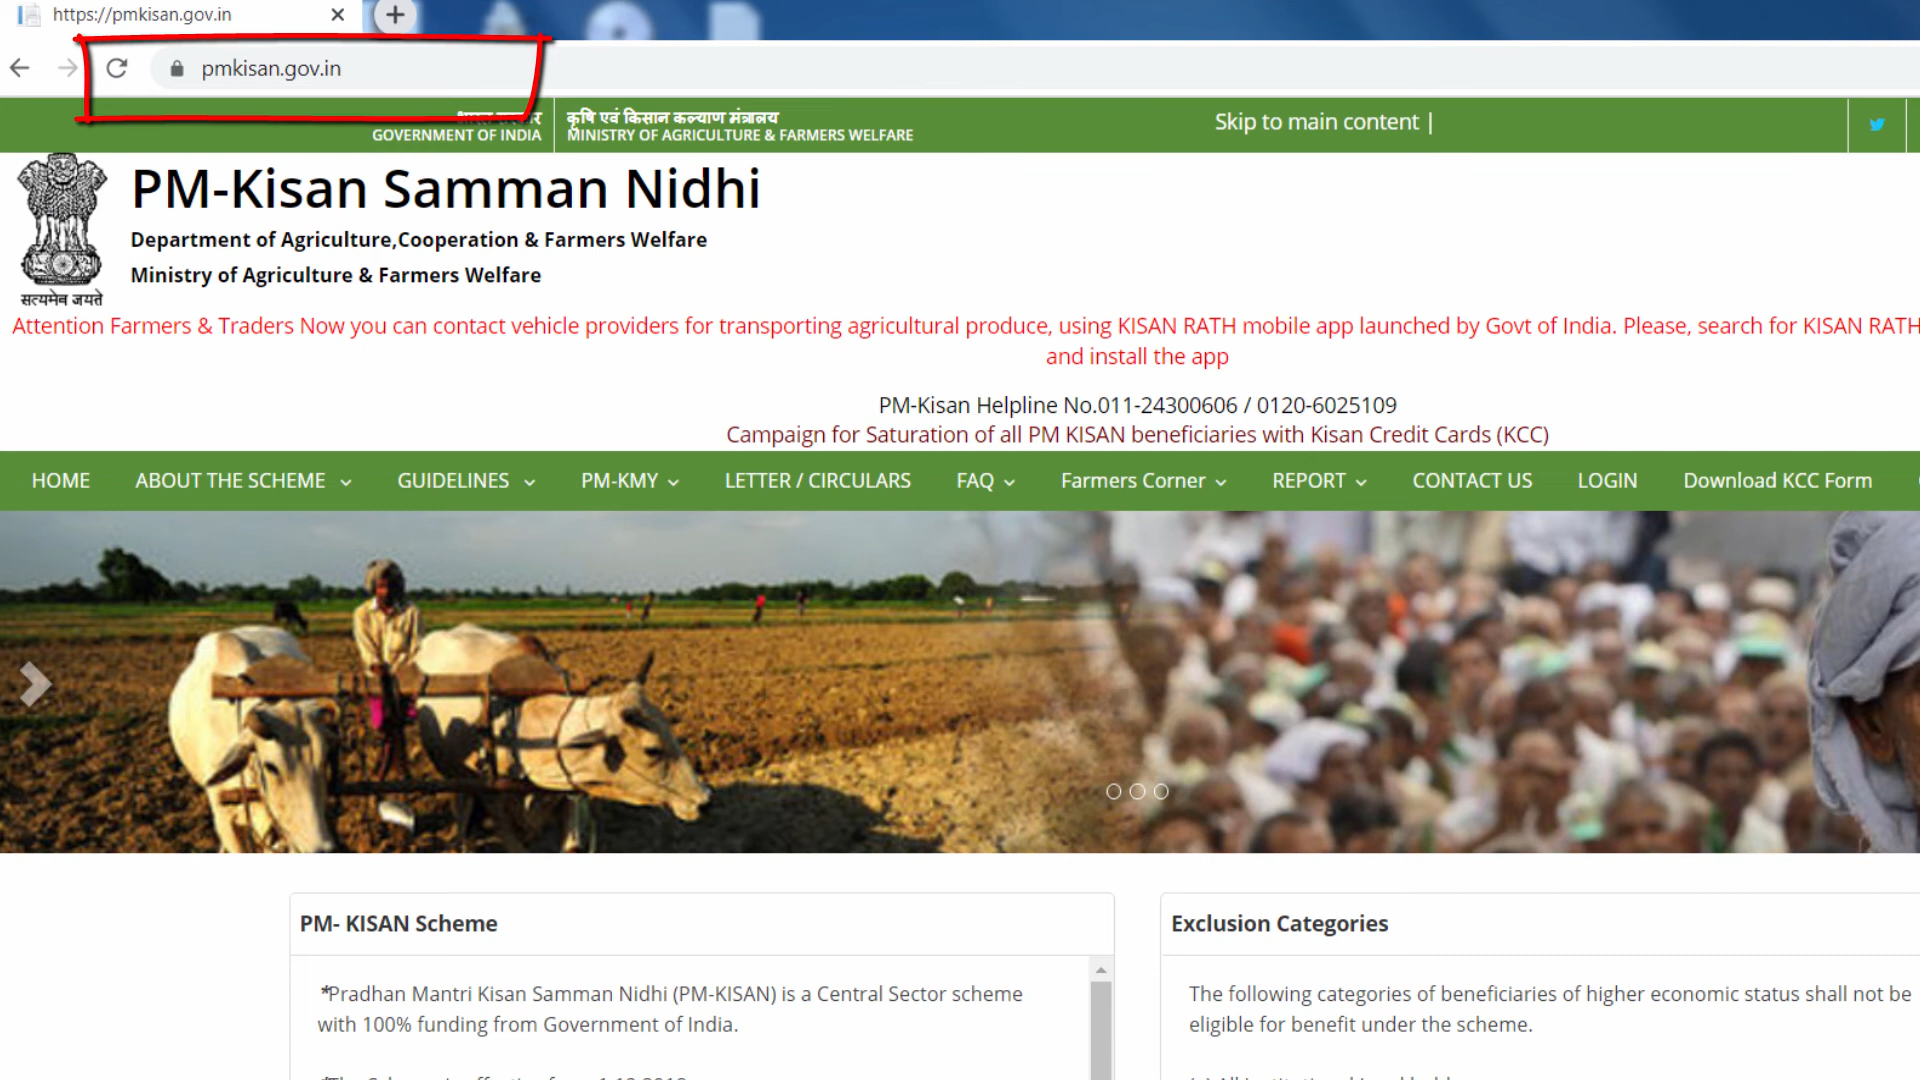 https://pmkisan.gov.in
pmkisan.gov.in
GOVERNMENT OF INDIA
कृषि एवं किसान कल्याण मंत्रालय
MINISTRY OF AGRICULTURE & FARMERS WELFARE
Skip to main content |
PM-Kisan Samman Nidhi
Department of Agriculture,Cooperation & Farmers Welfare
Ministry of Agriculture & Farmers Welfare
सत्यमेव जयते
Attention Farmers & Traders Now you can contact vehicle providers for transporting agricultural produce, using KISAN RATH mobile app launched by Govt of India. Please, search for KISAN RATH
and install the app
PM-Kisan Helpline No.011-24300606 / 0120-6025109
Campaign for Saturation of all PM KISAN beneficiaries with Kisan Credit Cards (KCC)
HOME ABOUT THE SCHEME GUIDELINES PM-KMY LETTER / CIRCULARS FAQ Farmers Corner REPORT CONTACT US LOGIN Download KCC Form
PM- KISAN Scheme
*Pradhan Mantri Kisan Samman Nidhi (PM-KISAN) is a Central Sector scheme
with 100% funding from Government of India.
Exclusion Categories
The following categories of beneficiaries of higher economic status shall not be
eligible for benefit under the scheme.